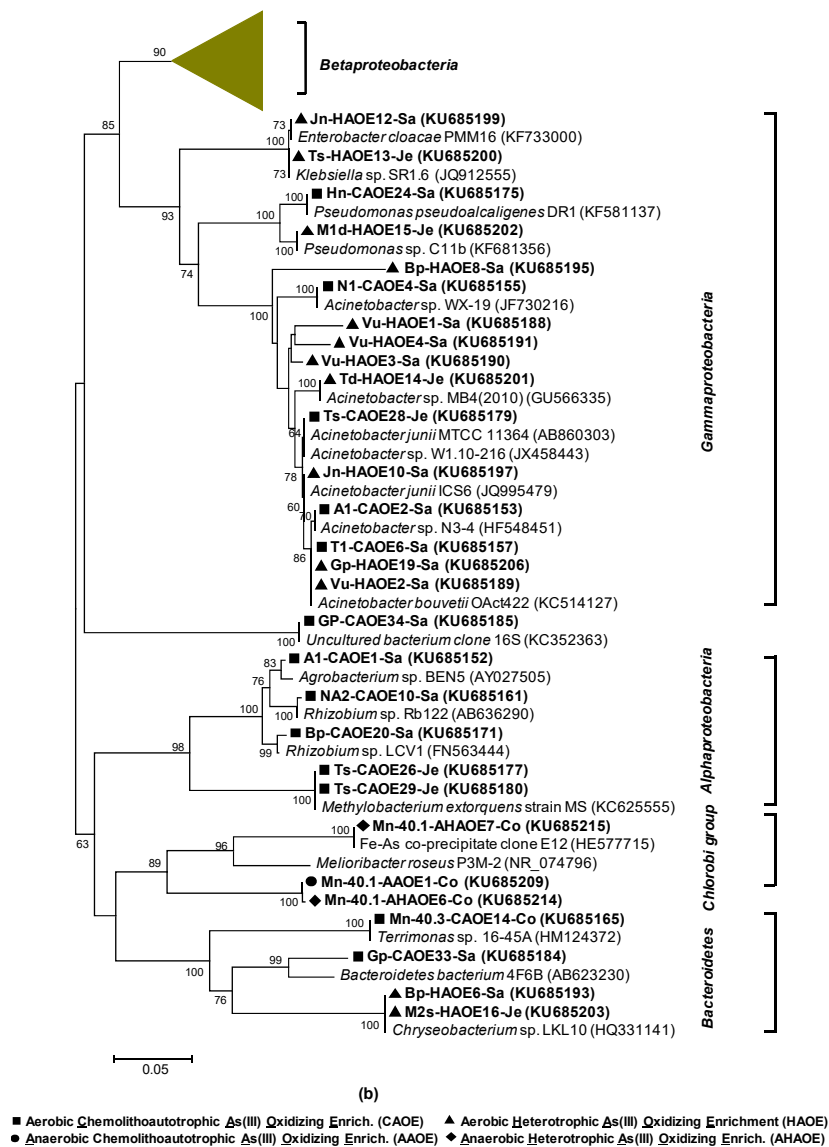 90
Betaproteobacteria
85
73 Jn-HAOE12-Sa (KU685199)
100 Enterobacter cloacae PMM16 (KF733000)
Ts-HAOE13-Je (KU685200)
73 Klebsiella sp. SR1.6 (JQ912555)
93
100 Hn-CAOE24-Sa (KU685175)
100 Pseudomonas pseudoalcaligenes DR1 (KF581137)
M1d-HAOE15-Je (KU685202)
100 Pseudomonas sp. C11b (KF681356)
74
Bp-HAOE8-Sa (KU685195)
100 N1-CAOE4-Sa (KU685155)
Acinetobacter sp. WX-19 (JF730216)
100
Vu-HAOE1-Sa (KU685188)
Vu-HAOE4-Sa (KU685191)
Vu-HAOE3-Sa (KU685190)
100 Td-HAOE14-Je (KU685201)
Acinetobacter sp. MB4(2010) (GU566335)
Ts-CAOE28-Je (KU685179)
64 Acinetobacter junii MTCC 11364 (AB860303)
Acinetobacter sp. W1.10-216 (JX458443)
78 Jn-HAOE10-Sa (KU685197)
Acinetobacter junii ICS6 (JQ995479)
60 70 A1-CAOE2-Sa (KU685153)
Acinetobacter sp. N3-4 (HF548451)
T1-CAOE6-Sa (KU685157)
86 Gp-HAOE19-Sa (KU685206)
Vu-HAOE2-Sa (KU685189)
Acinetobacter bouvetii OAct422 (KC514127)
Gammaproteobacteria
GP-CAOE34-Sa (KU685185)
100 Uncultured bacterium clone 16S (KC352363)
83 A1-CAOE1-Sa (KU685152)
76 Agrobacterium sp. BEN5 (AY027505)
NA2-CAOE10-Sa (KU685161)
100 100 Rhizobium sp. Rb122 (AB636290)
Bp-CAOE20-Sa (KU685171)
98 99 Rhizobium sp. LCV1 (FN563444)
Ts-CAOE26-Je (KU685177)
Ts-CAOE29-Je (KU685180)
100 Methylobacterium extorquens strain MS (KC625555)
Alphaproteobacteria
63
100 Mn-40.1-AHAOE7-Co (KU685215)
96 Fe-As co-precipitate clone E12 (HE577715)
89 Melioribacter roseus P3M-2 (NR_074796)
Mn-40.1-AAOE1-Co (KU685209)
100 Mn-40.1-AHAOE6-Co (KU685214)
Chlorobi group
100 Mn-40.3-CAOE14-Co (KU685165)
Terrimonas sp. 16-45A (HM124372)
99 Gp-CAOE33-Sa (KU685184)
100 Bacteroidetes bacterium 4F6B (AB623230)
76 Bp-HAOE6-Sa (KU685193)
M2s-HAOE16-Je (KU685203)
100 Chryseobacterium sp. LKL10 (HQ331141)
Bacteroidetes
0.05
(b)
■ Aerobic Chemolithoautotrophic As(III) Oxidizing Enrich. (CAOE) ▲ Aerobic Heterotrophic As(III) Oxidizing Enrichment (HAOE)
● Anaerobic Chemolithoautotrophic As(III) Oxidizing Enrich. (AAOE) ◆ Anaerobic Heterotrophic As(III) Oxidizing Enrich. (AHAOE)